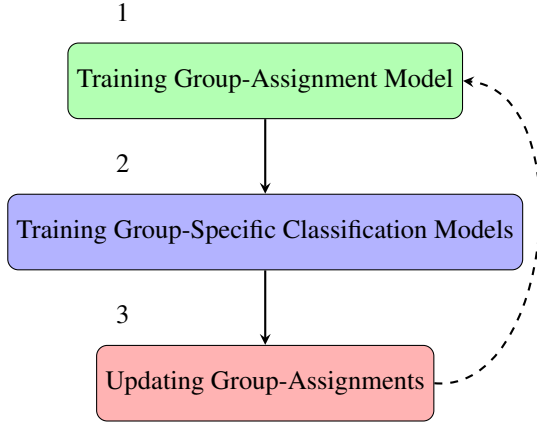 1
Training Group-Assignment Model
2
Training Group-Specific Classification Models
3
Updating Group-Assignments